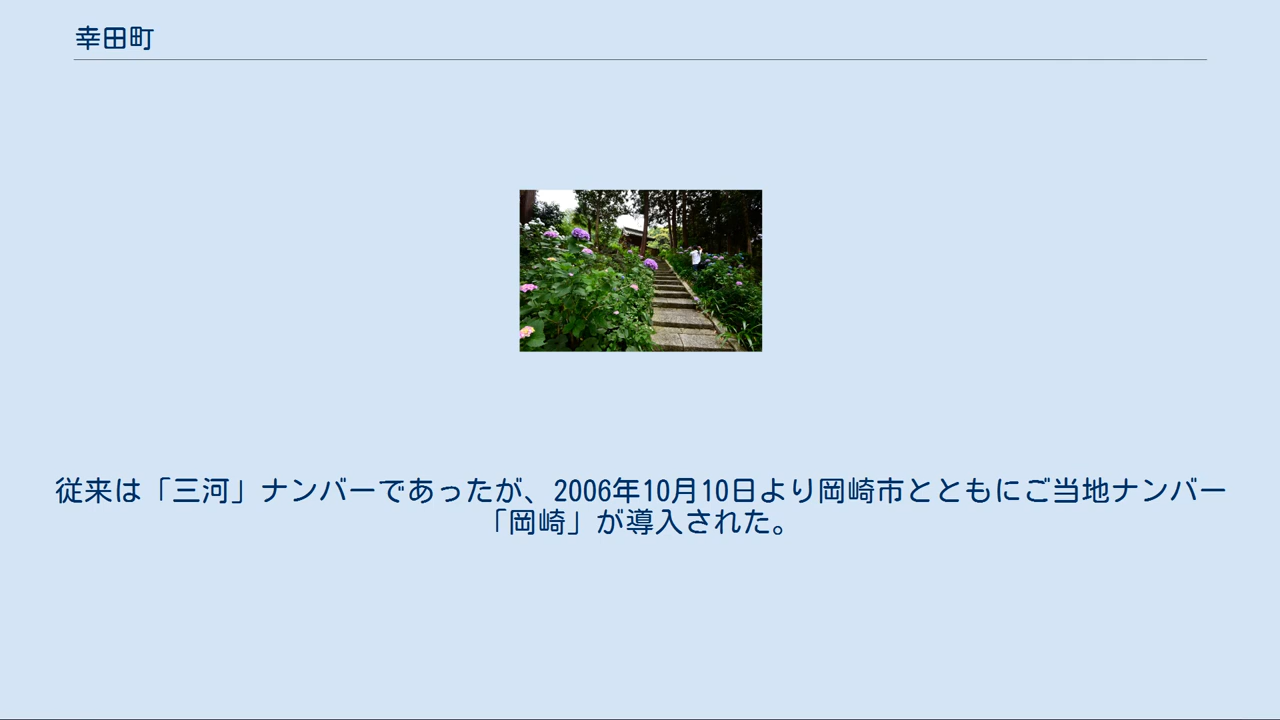 幸田町
従来は「三河」ナンバーであったが、2006年10月10日より岡崎市とともにご当地ナンバー
「岡崎」が導入された。